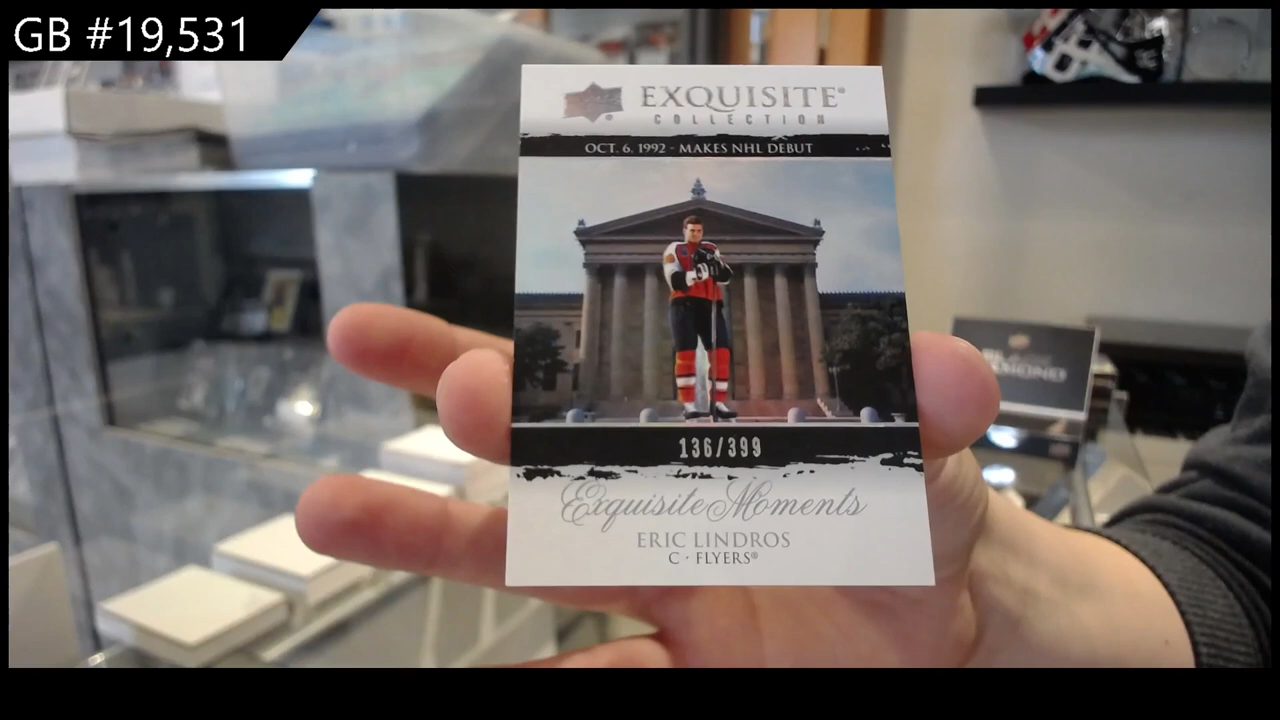 GB #19,531
EXQUISITE®
COLLECTION
OCT. 6, 1992 - MAKES NHL DEBUT
136/399
Exquisite Moments
ERIC LINDROS
C · FLYERS®